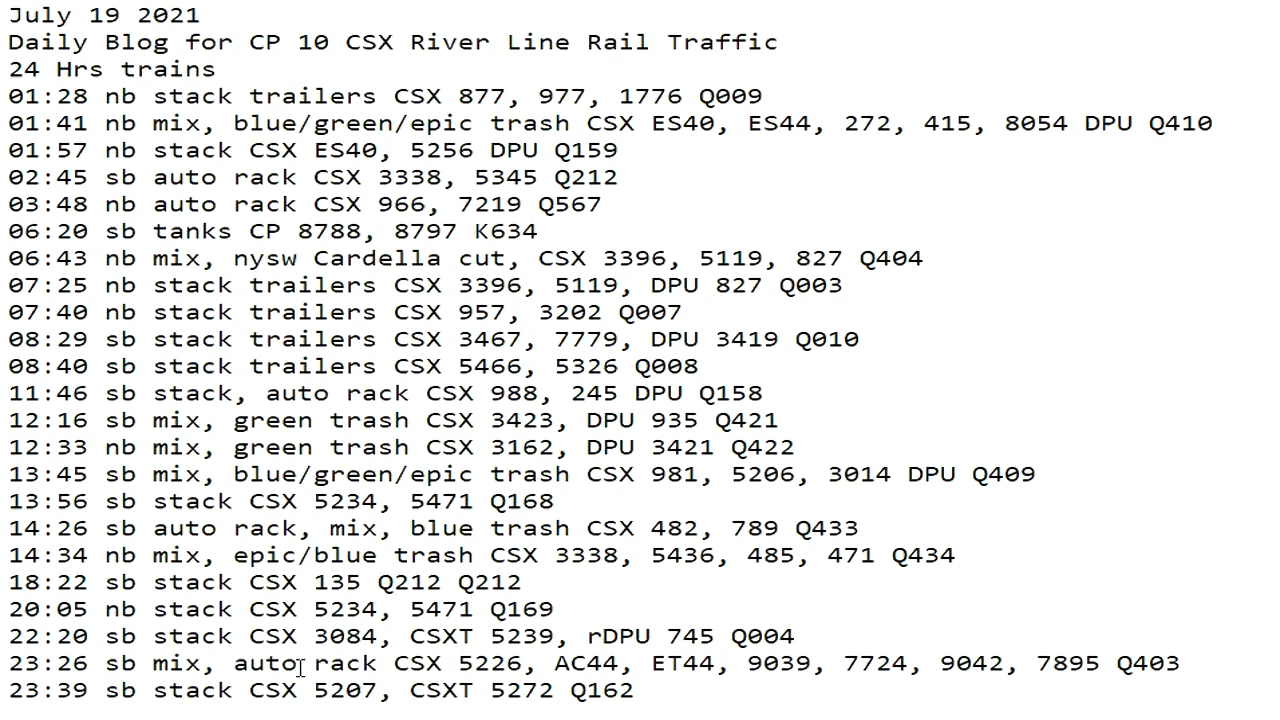 July 19 2021
Daily Blog for CP 10 CSX River Line Rail Traffic
24 Hrs trains
01:28 nb stack trailers CSX 877, 977, 1776 Q009
01:41 nb mix, blue/green/epic trash CSX ES40, ES44, 272, 415, 8054 DPU Q410
01:57 nb stack CSX ES40, 5256 DPU Q159
02:45 sb auto rack CSX 3338, 5345 Q212
03:48 nb auto rack CSX 966, 7219 Q567
06:20 sb tanks CP 8788, 8797 K634
06:43 nb mix, nysw Cardella cut, CSX 3396, 5119, 827 Q404
07:25 nb stack trailers CSX 3396, 5119, DPU 827 Q003
07:40 nb stack trailers CSX 957, 3202 Q007
08:29 sb stack trailers CSX 3467, 7779, DPU 3419 Q010
08:40 sb stack trailers CSX 5466, 5326 Q008
11:46 sb stack, auto rack CSX 988, 245 DPU Q158
12:16 sb mix, green trash CSX 3423, DPU 935 Q421
12:33 nb mix, green trash CSX 3162, DPU 3421 Q422
13:45 sb mix, blue/green/epic trash CSX 981, 5206, 3014 DPU Q409
13:56 sb stack CSX 5234, 5471 Q168
14:26 sb auto rack, mix, blue trash CSX 482, 789 Q433
14:34 nb mix, epic/blue trash CSX 3338, 5436, 485, 471 Q434
18:22 sb stack CSX 135 Q212 Q212
20:05 nb stack CSX 5234, 5471 Q169
22:20 sb stack CSX 3084, CSXT 5239, rDPU 745 Q004
23:26 sb mix, auto rack CSX 5226, AC44, ET44, 9039, 7724, 9042, 7895 Q403
23:39 sb stack CSX 5207, CSXT 5272 Q162